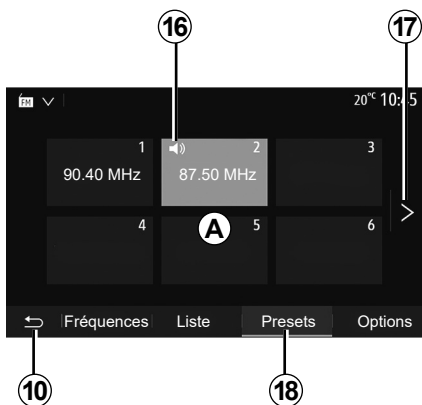 16 17
FM 20°C 10:45
1 2 3
90.40 MHz 87.50 MHz
4 A 5 6
Fréquences Liste Presets Options
10 18